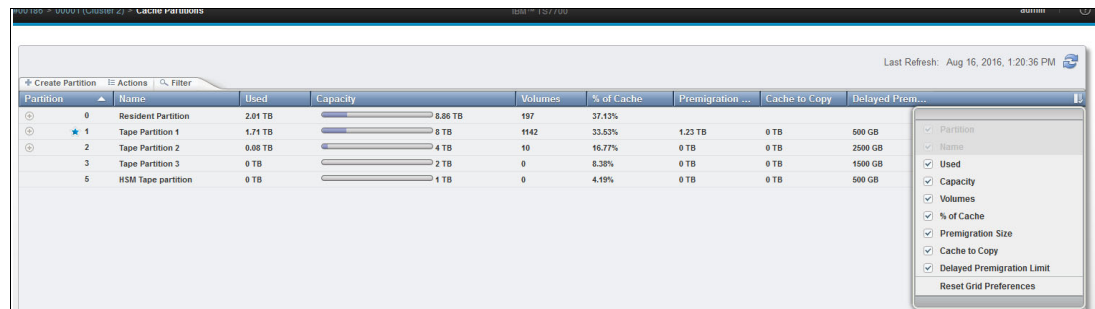 #00186 > 00001 (Cluster 2) > Cache Partitions IBM™ TS7700 admin
Last Refresh: Aug 16, 2016, 1:20:36 PM
Create Partition Actions Filter
Partition Name Used Capacity Volumes % of Cache Premigration ... Cache to Copy Delayed Prem...
0 Resident Partition 2.01 TB 8.86 TB 197 37.13%
1 Tape Partition 1 1.71 TB 8 TB 1142 33.53% 1.23 TB 0 TB 500 GB
2 Tape Partition 2 0.08 TB 4 TB 10 16.77% 0 TB 0 TB 2500 GB
3 Tape Partition 3 0 TB 2 TB 0 8.38% 0 TB 0 TB 1500 GB
5 HSM Tape partition 0 TB 1 TB 0 4.19% 0 TB 0 TB 500 GB
Partition
Name
Used
Capacity
Volumes
% of Cache
Premigration Size
Cache to Copy
Delayed Premigration Limit
Reset Grid Preferences